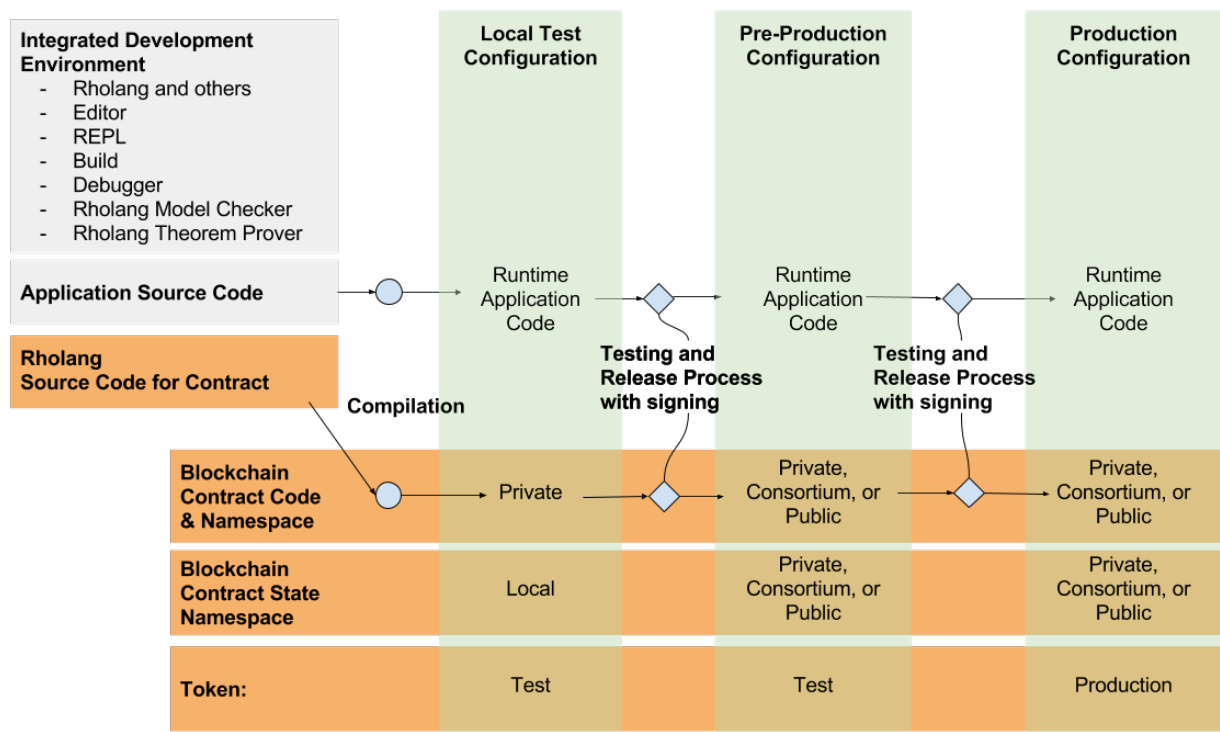 Integrated Development
Environment
- Rholang and others
- Editor
- REPL
- Build
- Debugger
- Rholang Model Checker
- Rholang Theorem Prover
Local Test
Configuration
Pre-Production
Configuration
Production
Configuration
Application Source Code
Runtime
Application
Code
Runtime
Application
Code
Runtime
Application
Code
Rholang
Source Code for Contract
Compilation
Testing and
Release Process
with signing
Testing and
Release Process
with signing
Blockchain
Contract Code
& Namespace
Private
Private,
Consortium, or
Public
Private,
Consortium, or
Public
Blockchain
Contract State
Namespace
Local
Private,
Consortium, or
Public
Private,
Consortium, or
Public
Token:
Test
Test
Production